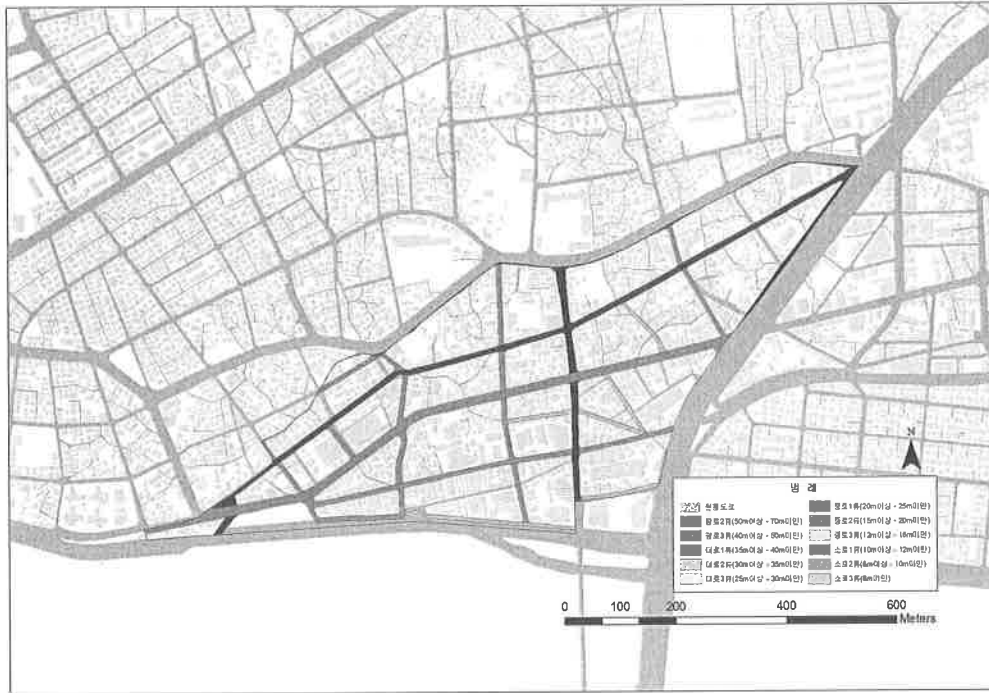 범 례
현황도로
광로2류(50m이상 - 70m미만)
광로3류(40m이상 - 50m미만)
대로1류(35m이상 - 40m미만)
대로2류(30m이상 - 35m미만)
대로3류(25m이상 - 30m미만)
중로1류(20m이상 - 25m미만)
중로2류(15m이상 - 20m미만)
중로3류(12m이상 - 15m미만)
소로1류(10m이상 - 12m미만)
소로2류(8m이상 - 10m미만)
소로3류(8m미만)
N
0 100 200 400 600
Meters